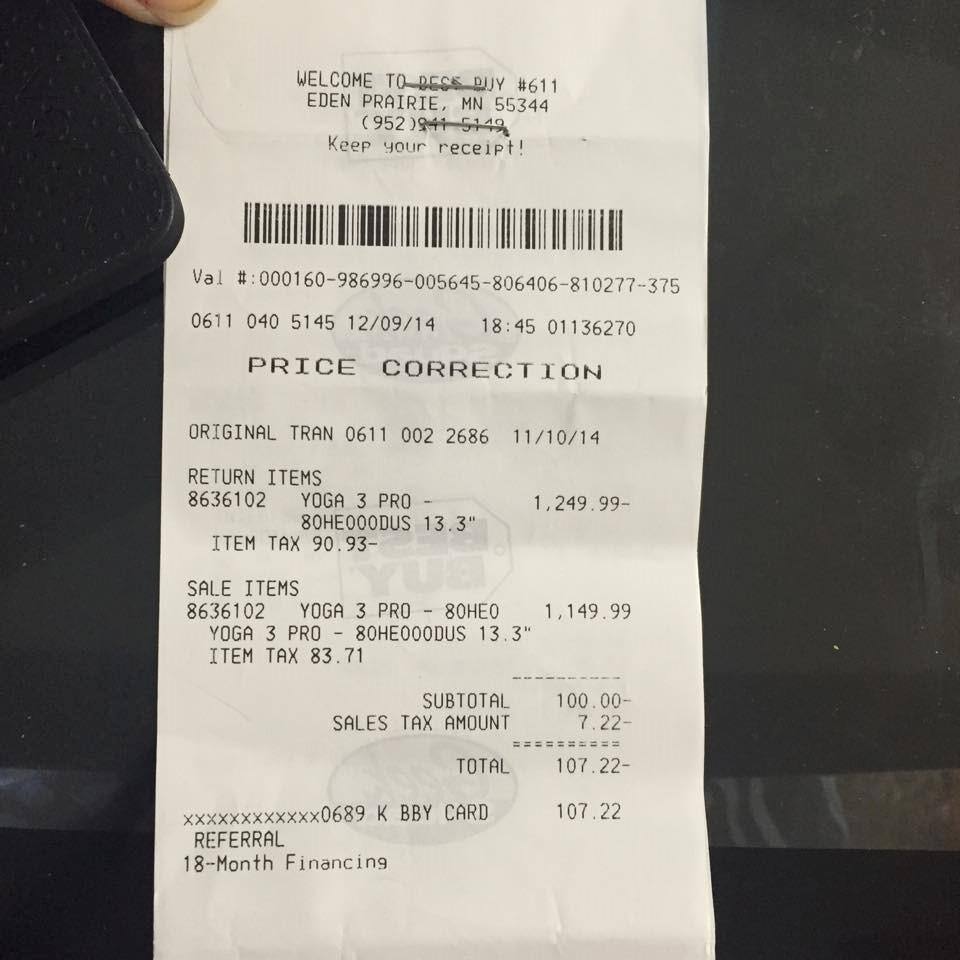 WELCOME TO BEST BUY #611
EDEN PRAIRIE, MN 55344
(952)941-5149
Keep your receipt!
Val #:000160-986996-005645-806406-810277-375
0611 040 5145 12/09/14 18:45 01136270
PRICE CORRECTION
ORIGINAL TRAN 0611 002 2686 11/10/14
RETURN ITEMS
8636102 YOGA 3 PRO - 1,249.99-
80HE000DUS 13.3"
ITEM TAX 90.93-
SALE ITEMS
8636102 YOGA 3 PRO - 80HE0 1,149.99
YOGA 3 PRO - 80HE000DUS 13.3"
ITEM TAX 83.71
----------
SUBTOTAL 100.00-
SALES TAX AMOUNT 7.22-
==========
TOTAL 107.22-
xxxxxxxxxxxx0689 K BBY CARD 107.22
REFERRAL
18-Month Financing